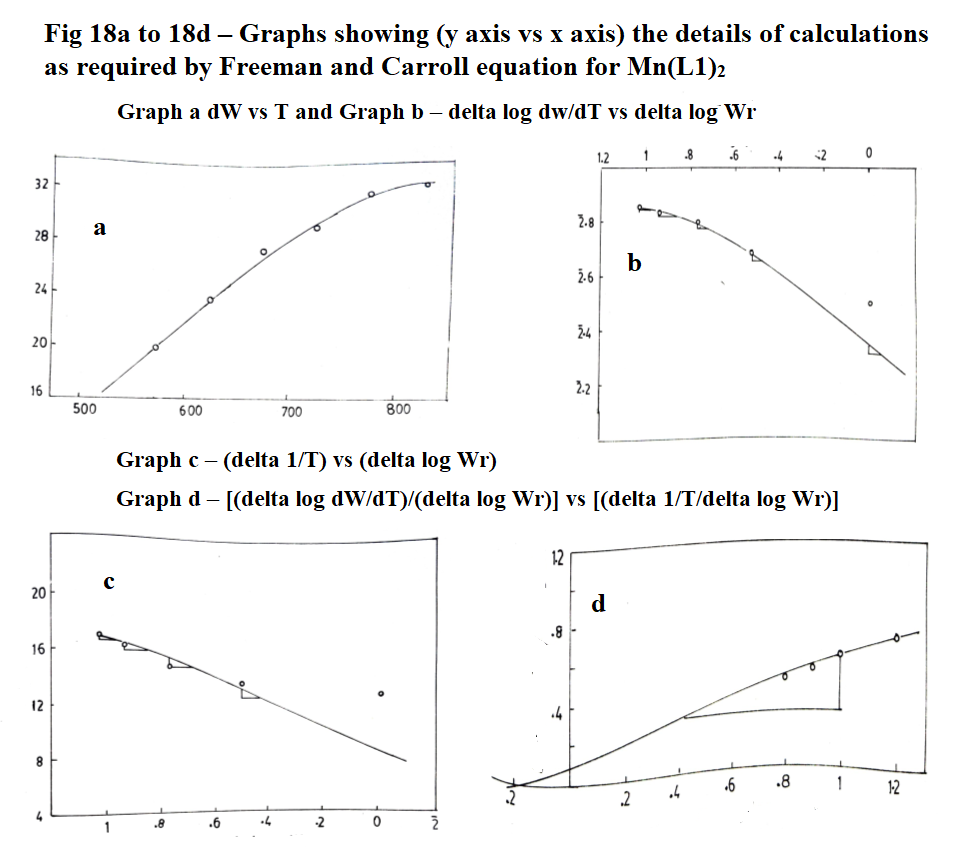 Fig 18a to 18d – Graphs showing (y axis vs x axis) the details of calculations
as required by Freeman and Carroll equation for Mn(L1)₂
Graph a dW vs T and Graph b – delta log dw/dT vs delta log Wr
32
28
24
20
16
a
500 600 700 800
1.2 1 .8 .6 .4 .2 0
2̄.8
2̄.6
2̄.4
2̄.2
b
Graph c – (delta 1/T) vs (delta log Wr)
Graph d – [(delta log dW/dT)/(delta log Wr)] vs [(delta 1/T/delta log Wr)]
20
16
12
8
4
c
1 .8 .6 .4 .2 0 2̄
1.2
.8
.4
d
.2 .2 .4 .6 .8 1 1.2